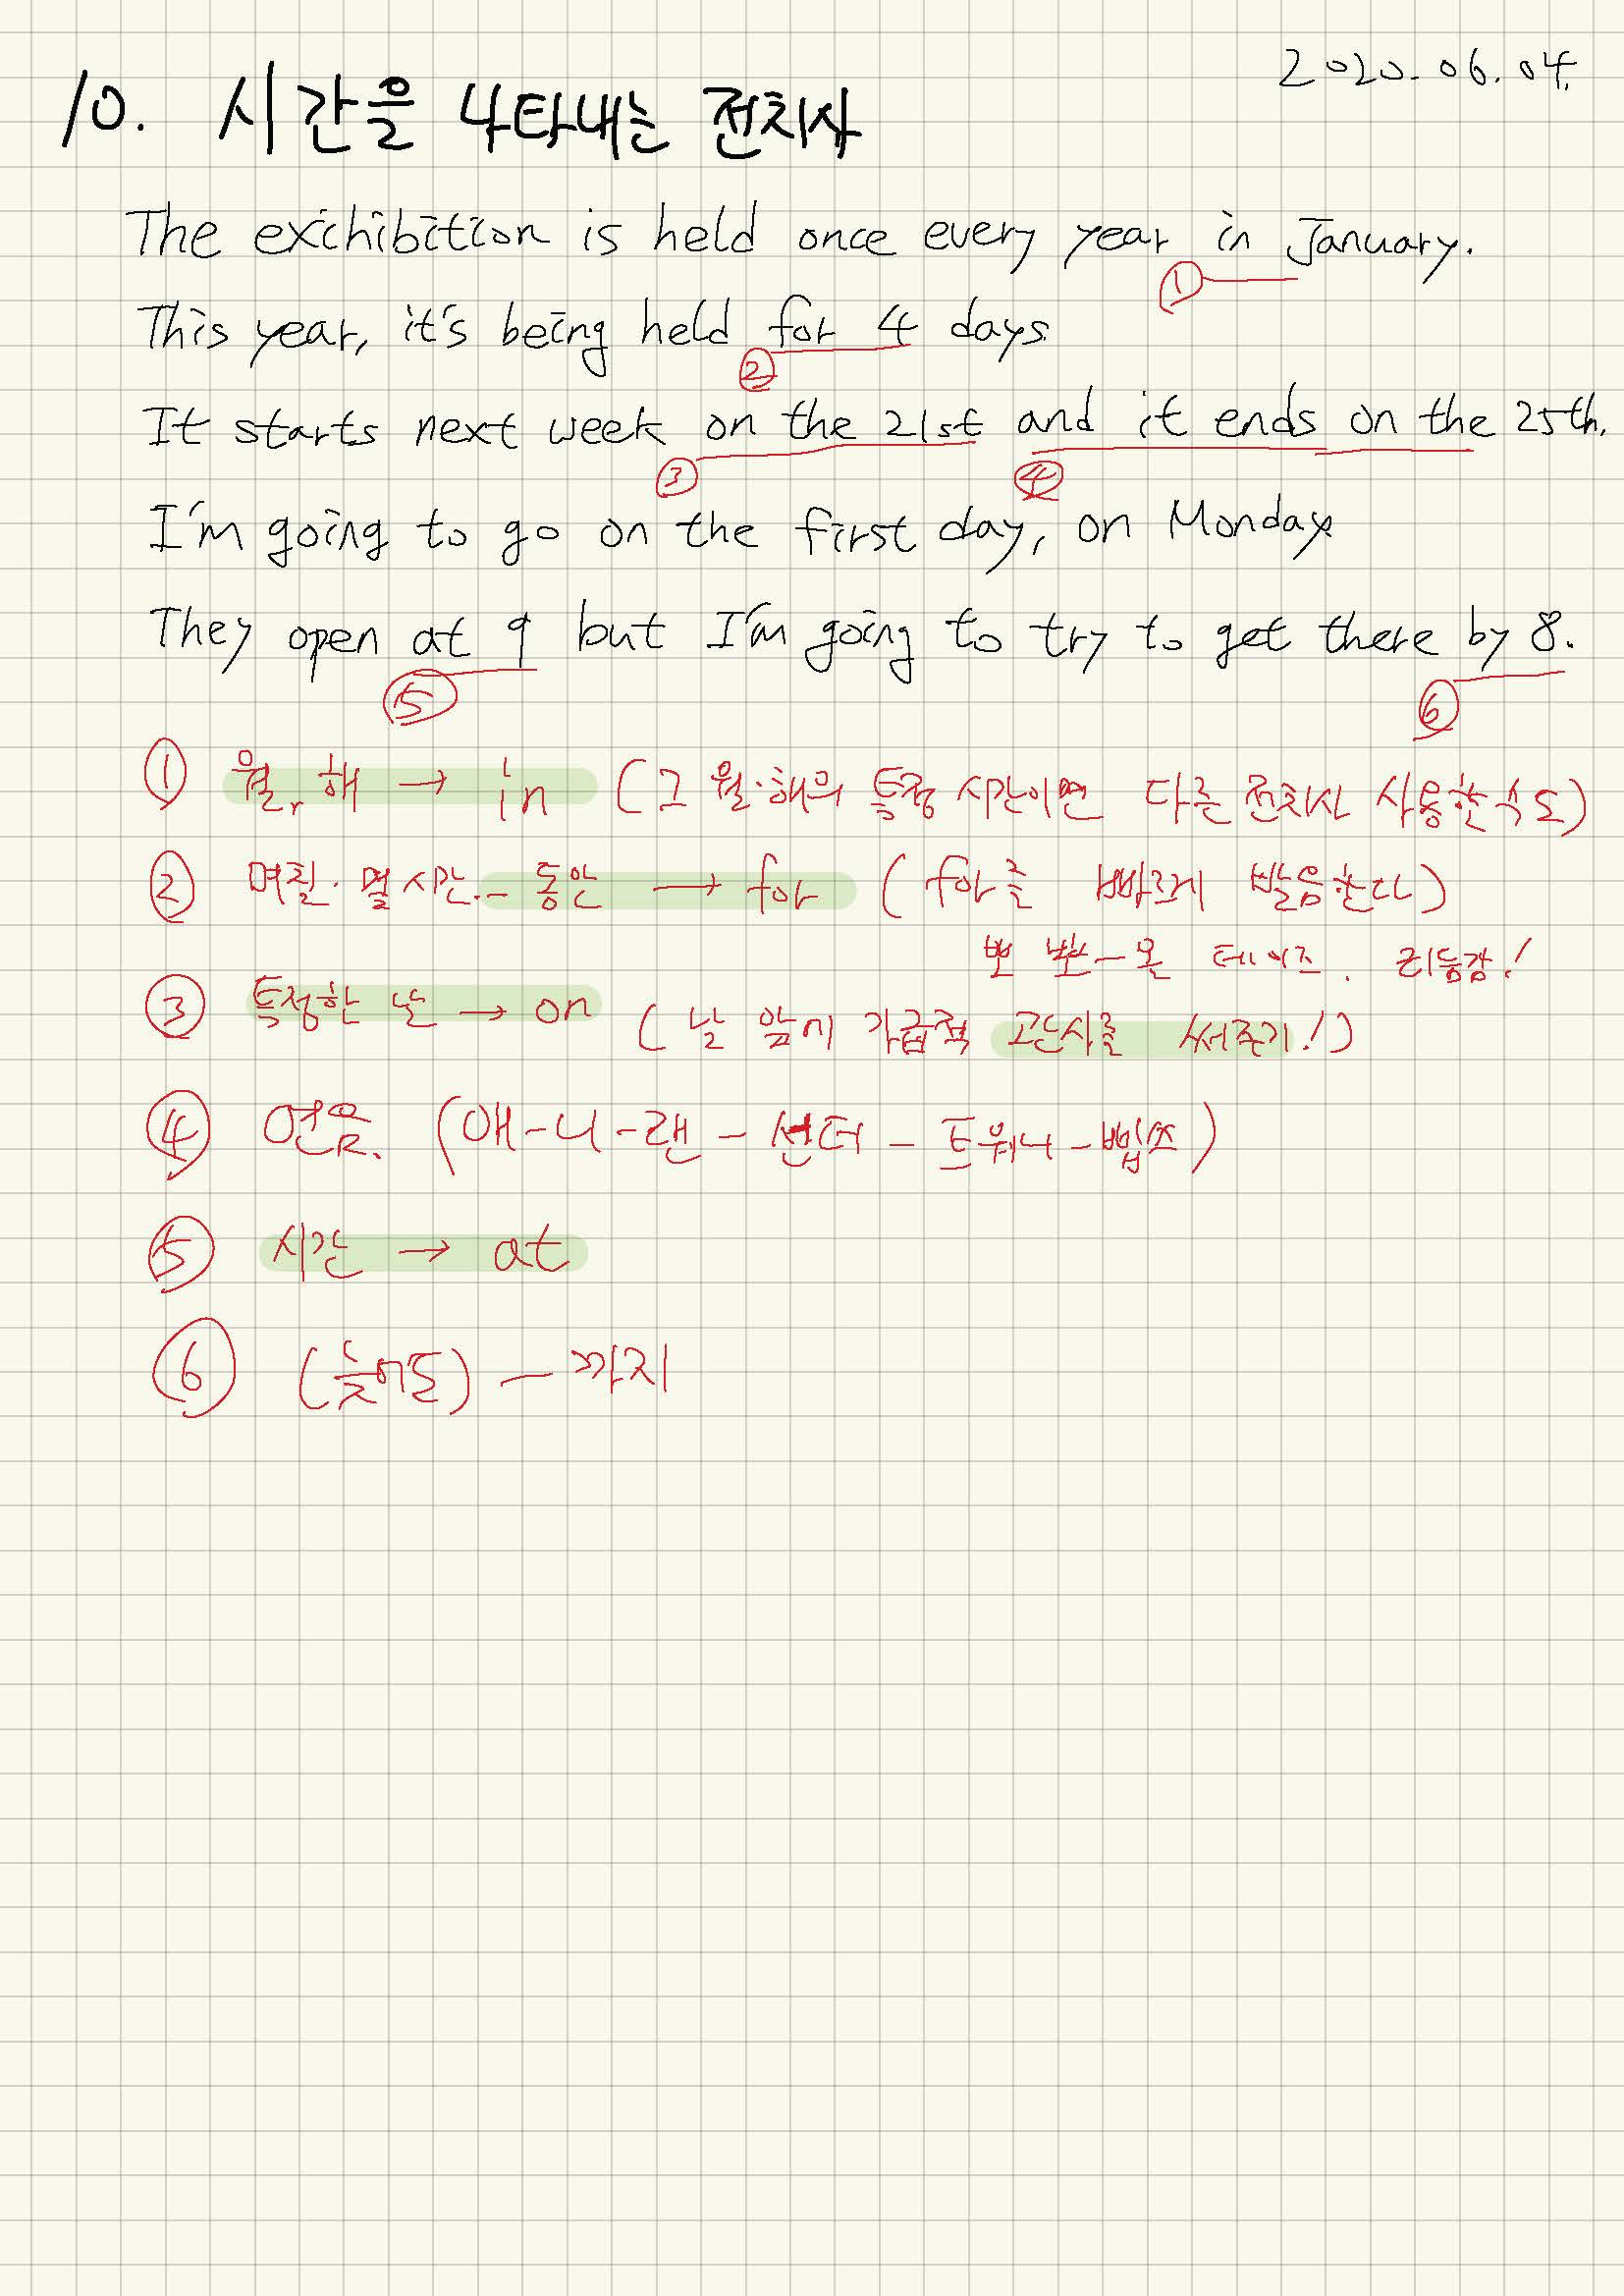 2020.06.04.
10. 시간을 나타내는 전치사
The exichibition is held once every year in January.
①
This year, it's being held for 4 days.
②
It starts next week on the 21st and it ends on the 25th.
③ ④
I'm going to go on the first day, on Monday.
They open at 9 but I'm going to try to get there by 8.
⑤ ⑥
① 월, 해 → in (그 월·해의 특정 시간이면 다른 전치사 사용할 수도)
② 며칠·몇 시간.. 동안 → for (for를 빠르게 발음한다)
뽀 뽀-온 데이즈. 리듬감!
③ 특정한 날 → on (날 앞에 가급적 관사를 써주기!)
④ 연음. (애-니-랜-선더-트워니-)
⑤ 시간 → at
⑥ (늦어도) - 까지